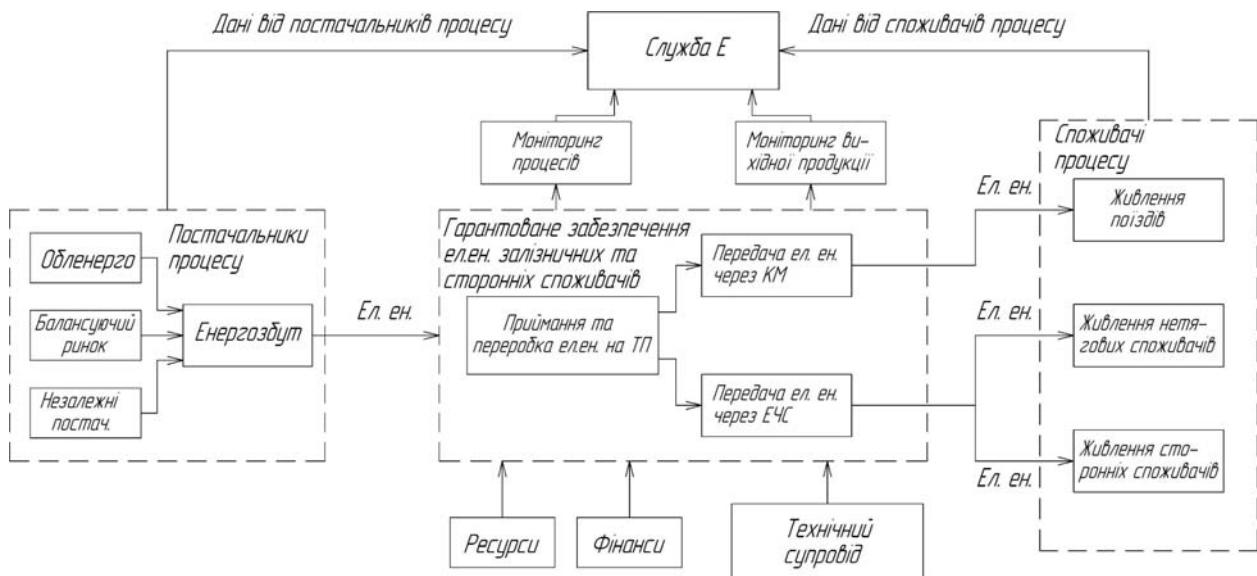 Дані від постачальників процесу
Служба Е
Дані від споживачів процесу
Моніторинг
процесів
Моніторинг ви-
хідної продукції
Споживачі
процесу
Постачальники
процесу
Обленерго
Балансуючий
ринок
Незалежні
постач.
Енергозбут
Ел. ен.
Гарантоване забезпечення
ел.ен. залізничних та
сторонніх споживачів
Приймання та
переробка ел.ен. на ТП
Передача ел. ен.
через КМ
Передача ел. ен.
через ЕЧС
Ел. ен.
Живлення
поїздів
Ел. ен.
Живлення нетя-
гових споживачів
Ел. ен.
Живлення сто-
ронніх споживачів
Ресурси
Фінанси
Технічний
супровід